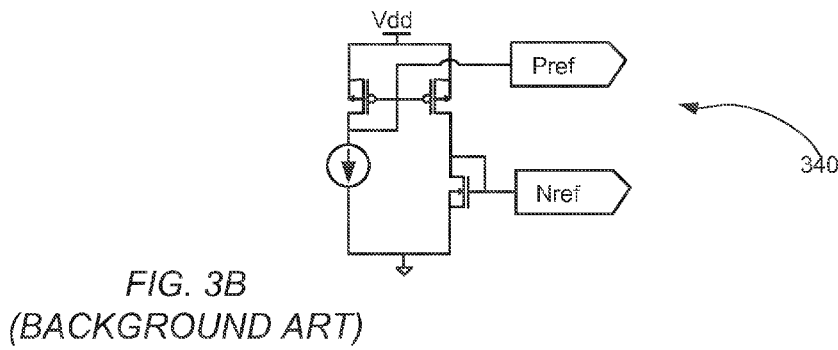 Vdd
Pref
340
Nref
FIG. 3B
(BACKGROUND ART)